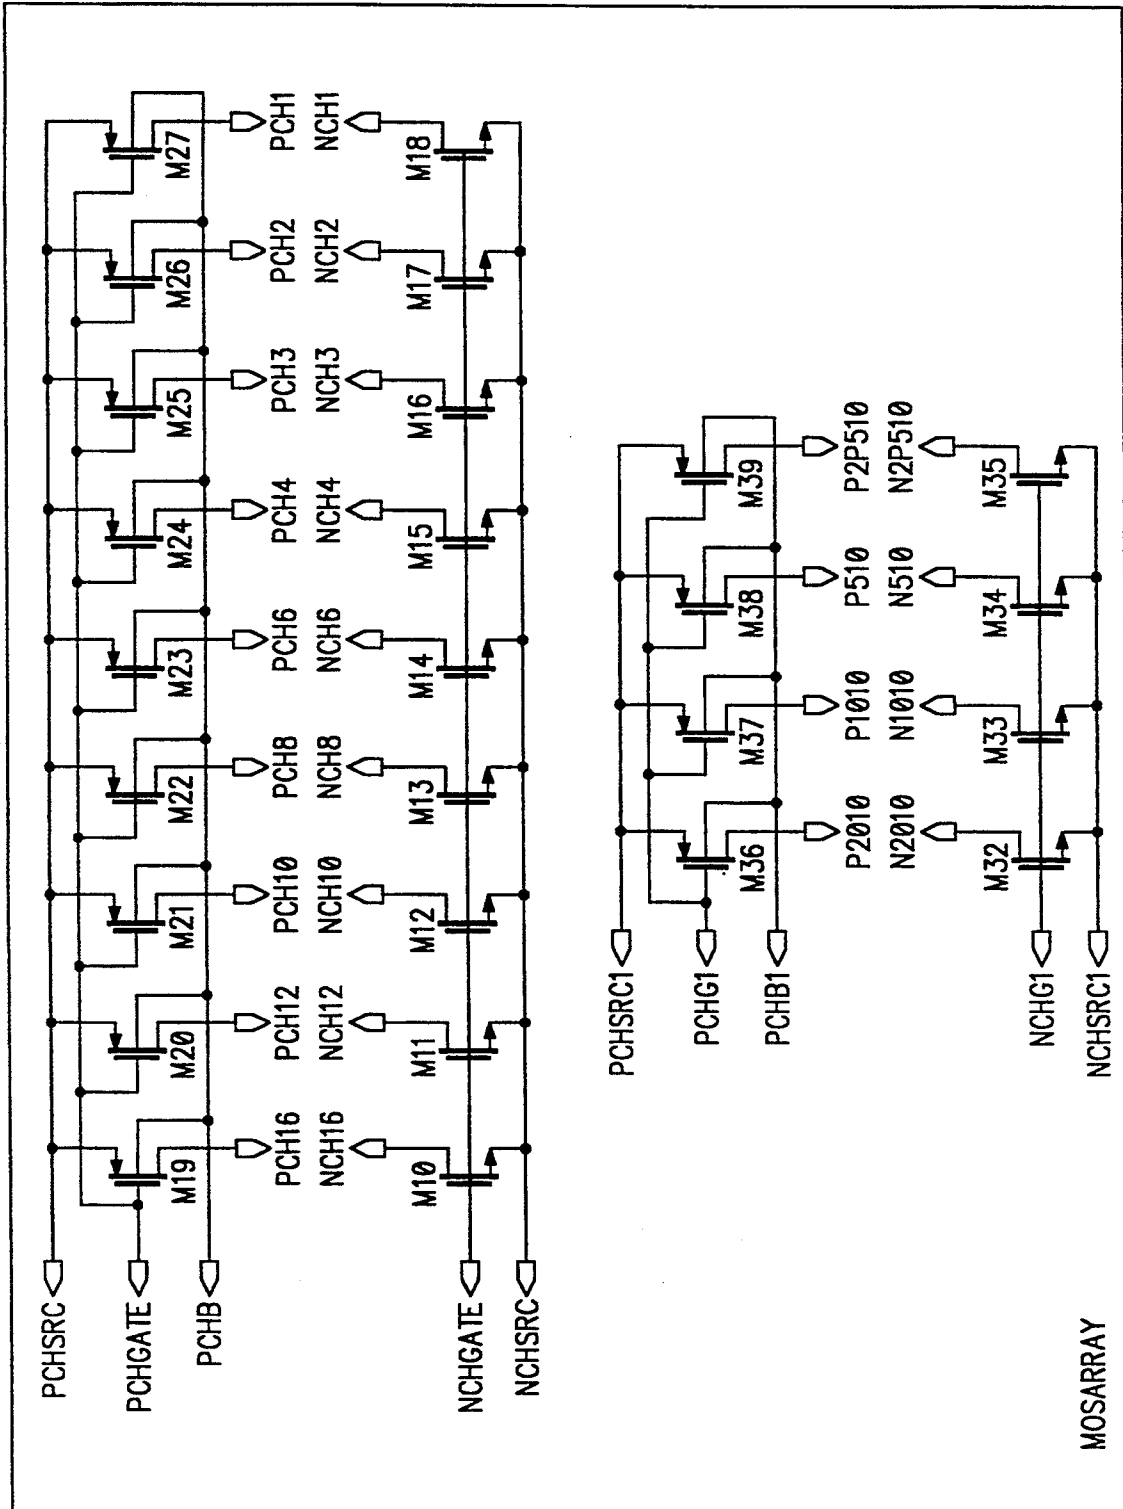 PCHSRC
PCHGATE
M19 M20 M21 M22 M23 M24 M25 M26 M27
PCHB
PCH16 PCH12 PCH10 PCH8 PCH6 PCH4 PCH3 PCH2 PCH1
NCH16 NCH12 NCH10 NCH8 NCH6 NCH4 NCH3 NCH2 NCH1
M10 M11 M12 M13 M14 M15 M16 M17 M18
NCHGATE
NCHSRC
PCHSRC1
PCHG1
M36 M37 M38 M39
PCHB1
P2010 P1010 P510 P2P510
N2010 N1010 N510 N2P510
M32 M33 M34 M35
NCHG1
NCHSRC1
MOSARRAY